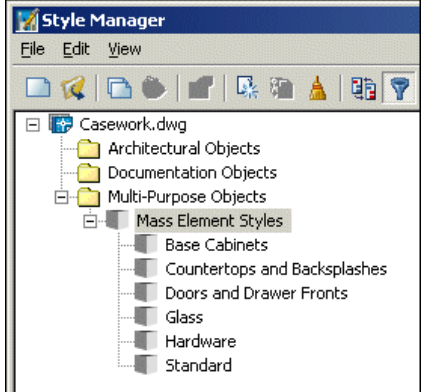 Style Manager
File Edit View
Casework.dwg
Architectural Objects
Documentation Objects
Multi-Purpose Objects
Mass Element Styles
Base Cabinets
Countertops and Backsplashes
Doors and Drawer Fronts
Glass
Hardware
Standard